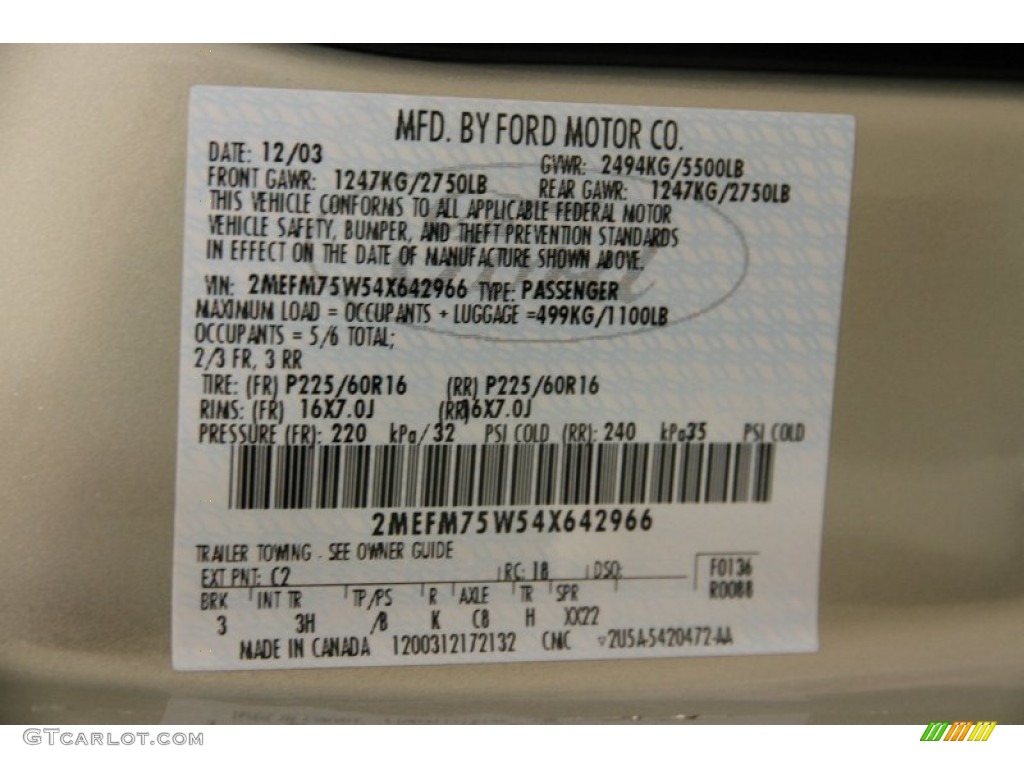 MFD. BY FORD MOTOR CO.
DATE: 12/03 GVWR: 2494KG/5500LB
FRONT GAWR: 1247KG/2750LB REAR GAWR: 1247KG/2750LB
THIS VEHICLE CONFORMS TO ALL APPLICABLE FEDERAL MOTOR
VEHICLE SAFETY, BUMPER, AND THEFT PREVENTION STANDARDS
IN EFFECT ON THE DATE OF MANUFACTURE SHOWN ABOVE.
VIN: 2MEFM75W54X642966 TYPE: PASSENGER
MAXIMUM LOAD = OCCUPANTS + LUGGAGE =499KG/1100LB
OCCUPANTS = 5/6 TOTAL;
2/3 FR, 3 RR
TIRE: (FR) P225/60R16 (RR) P225/60R16
RIMS: (FR) 16X7.0J (RR)16X7.0J
PRESSURE (FR): 220 kPa/32 PSI COLD (RR): 240 kPa35 PSI COLD
2MEFM75W54X642966
TRAILER TOWING - SEE OWNER GUIDE
EXT PNT: C2 RC: 18 DSO: F0136
R0088
BRK INT TR TP/PS R AXLE TR SPR
3 3H /8 K C8 H XX22
MADE IN CANADA 1200312172132 CMC ▽2U5A-5420472-AA
GTCARLOT.COM